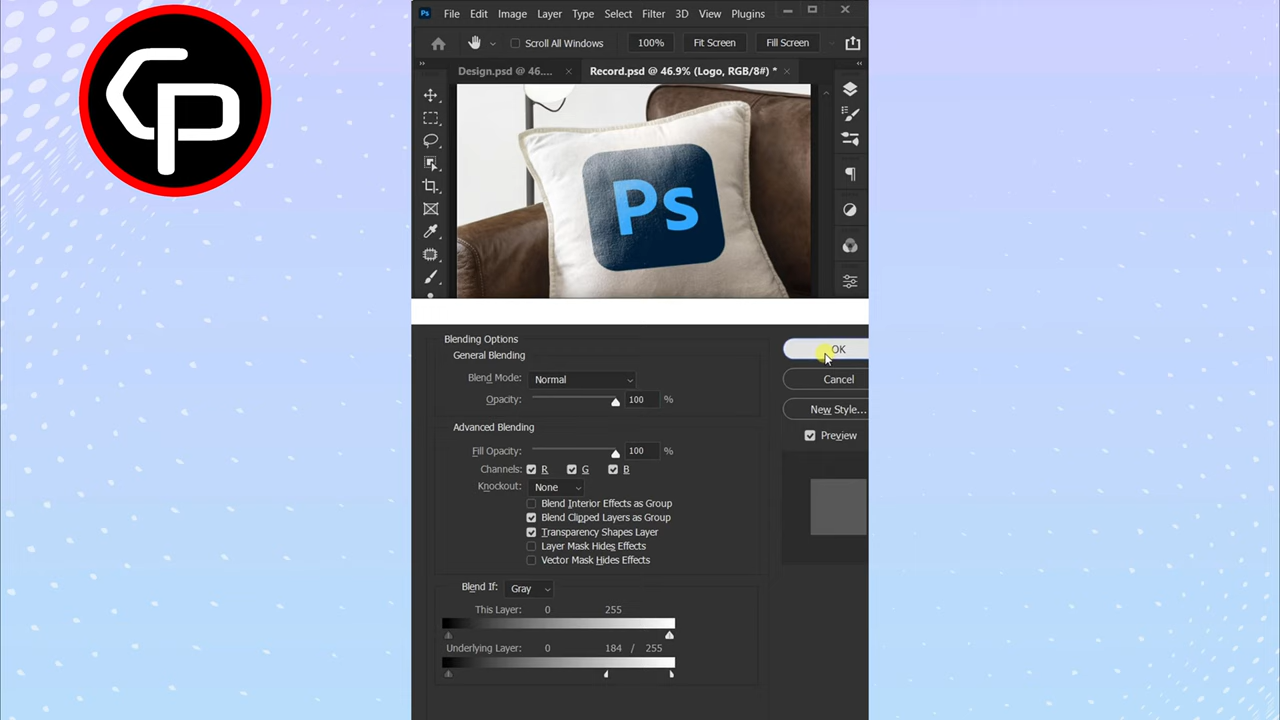 CP
Ps File Edit Image Layer Type Select Filter 3D View Plugins
Scroll All Windows 100% Fit Screen Fill Screen
Design.psd @ 46.... × Record.psd @ 46.9% (Logo, RGB/8#) * ×
Ps
Blending Options
General Blending
Blend Mode: Normal
Opacity: 100 %
Advanced Blending
Fill Opacity: 100 %
Channels: R G B
Knockout: None
Blend Interior Effects as Group
Blend Clipped Layers as Group
Transparency Shapes Layer
Layer Mask Hides Effects
Vector Mask Hides Effects
Blend If: Gray
This Layer: 0 255
Underlying Layer: 0 184 / 255
OK
Cancel
New Style...
Preview